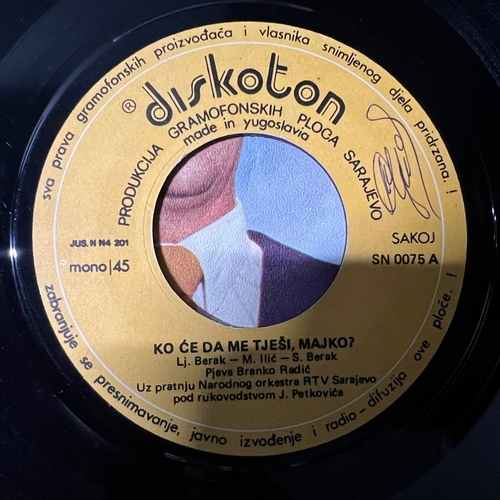 sva prava gramofonskih proizvođača i vlasnika snimljenog djela pridrzana. !
® diskoton
PRODUKCIJA GRAMOFONSKIH PLOCA SARAJEVO
made in yugoslavia
JUS. N N4 201
mono|45
SAKOJ
SN 0075 A
KO ĆE DA ME TJEŠI, MAJKO?
Lj. Berak – M. Ilić – S. Berak
Pjeva Branko Radić
Uz pratnju Narodnog orkestra RTV Sarajevo
pod rukovodstvom J. Petkovića
zabranjuje se presnimavanje, javno izvođenje i radio – difuzija ove ploče. !